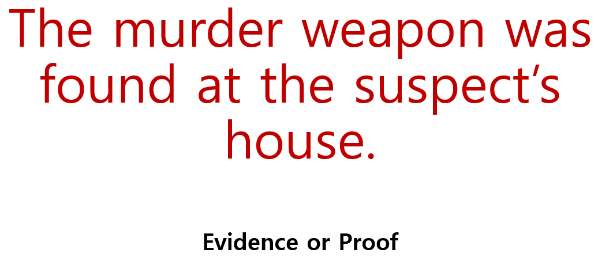 The murder weapon was
found at the suspect’s
house.
Evidence or Proof